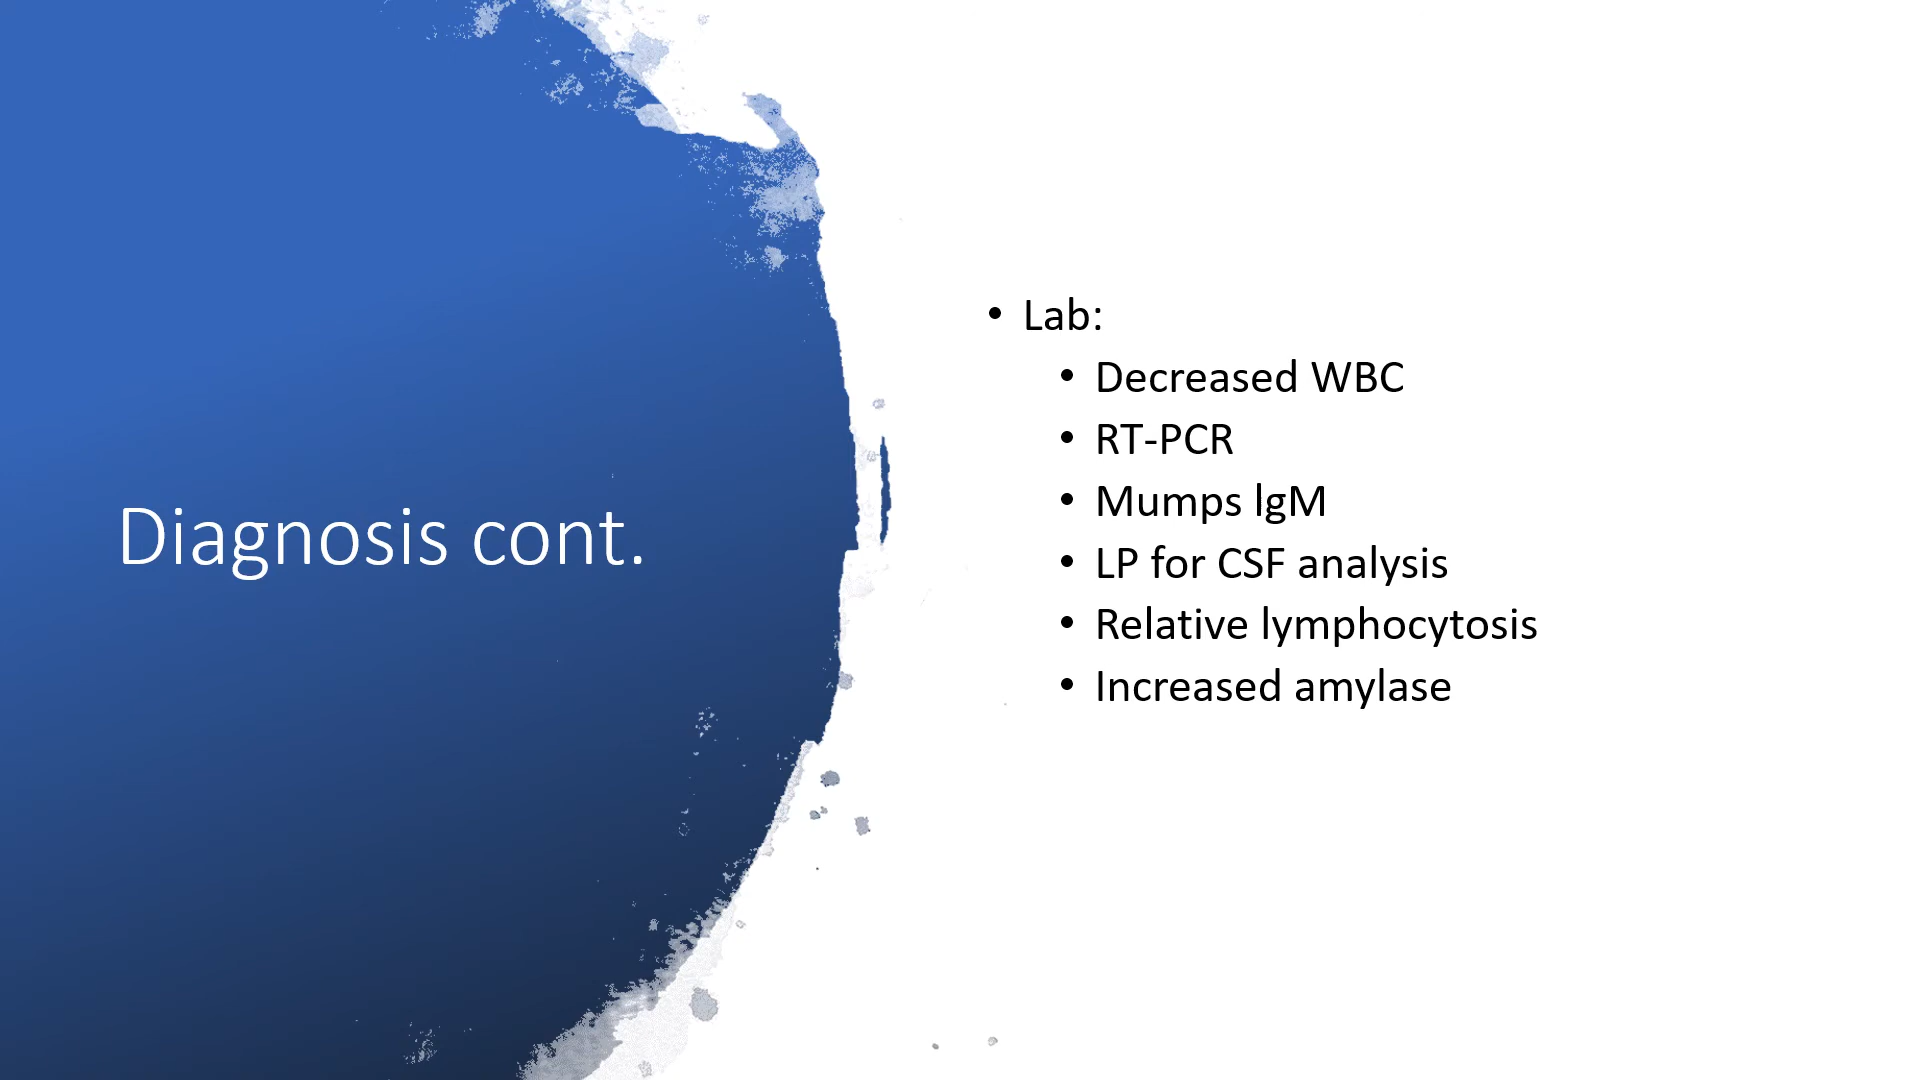 Diagnosis cont.
• Lab:
• Decreased WBC
• RT-PCR
• Mumps IgM
• LP for CSF analysis
• Relative lymphocytosis
• Increased amylase